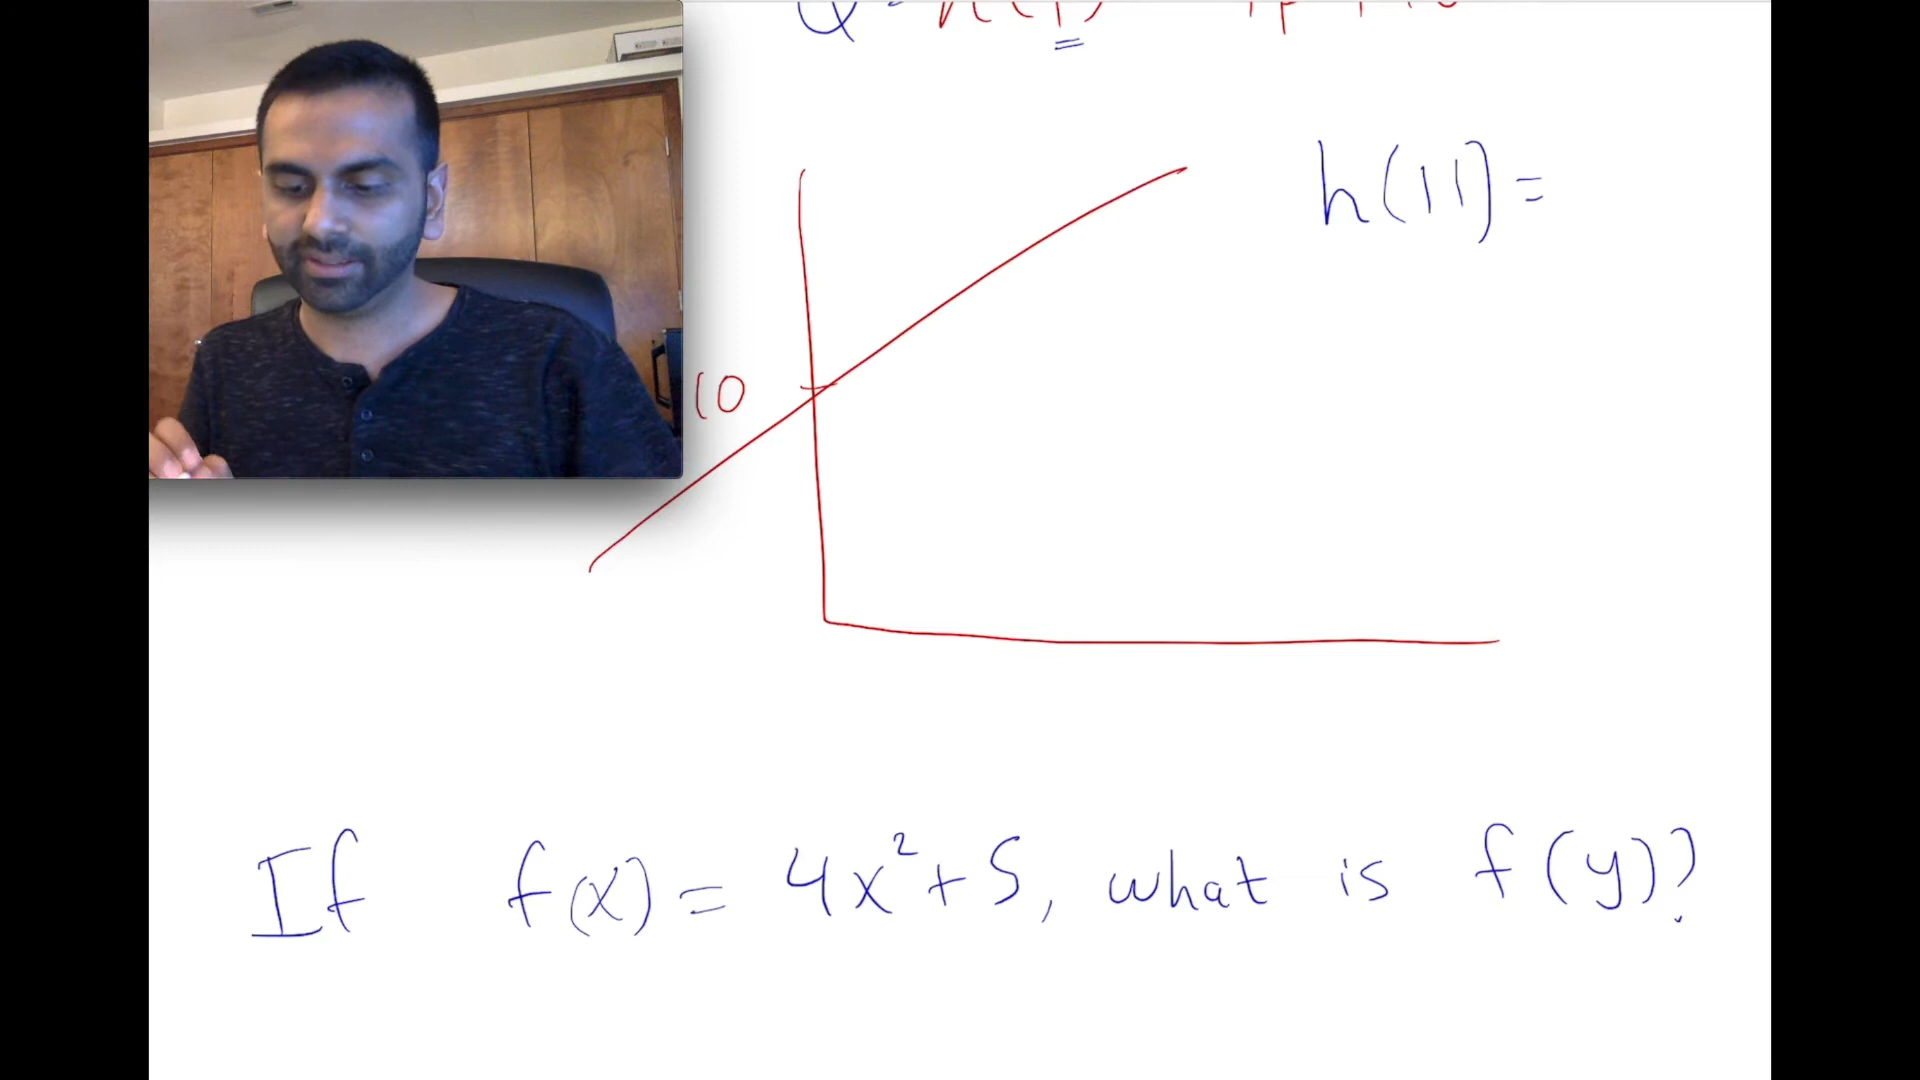 h(11)=
10
If f(x) = 4x²+5, what is f(y)?